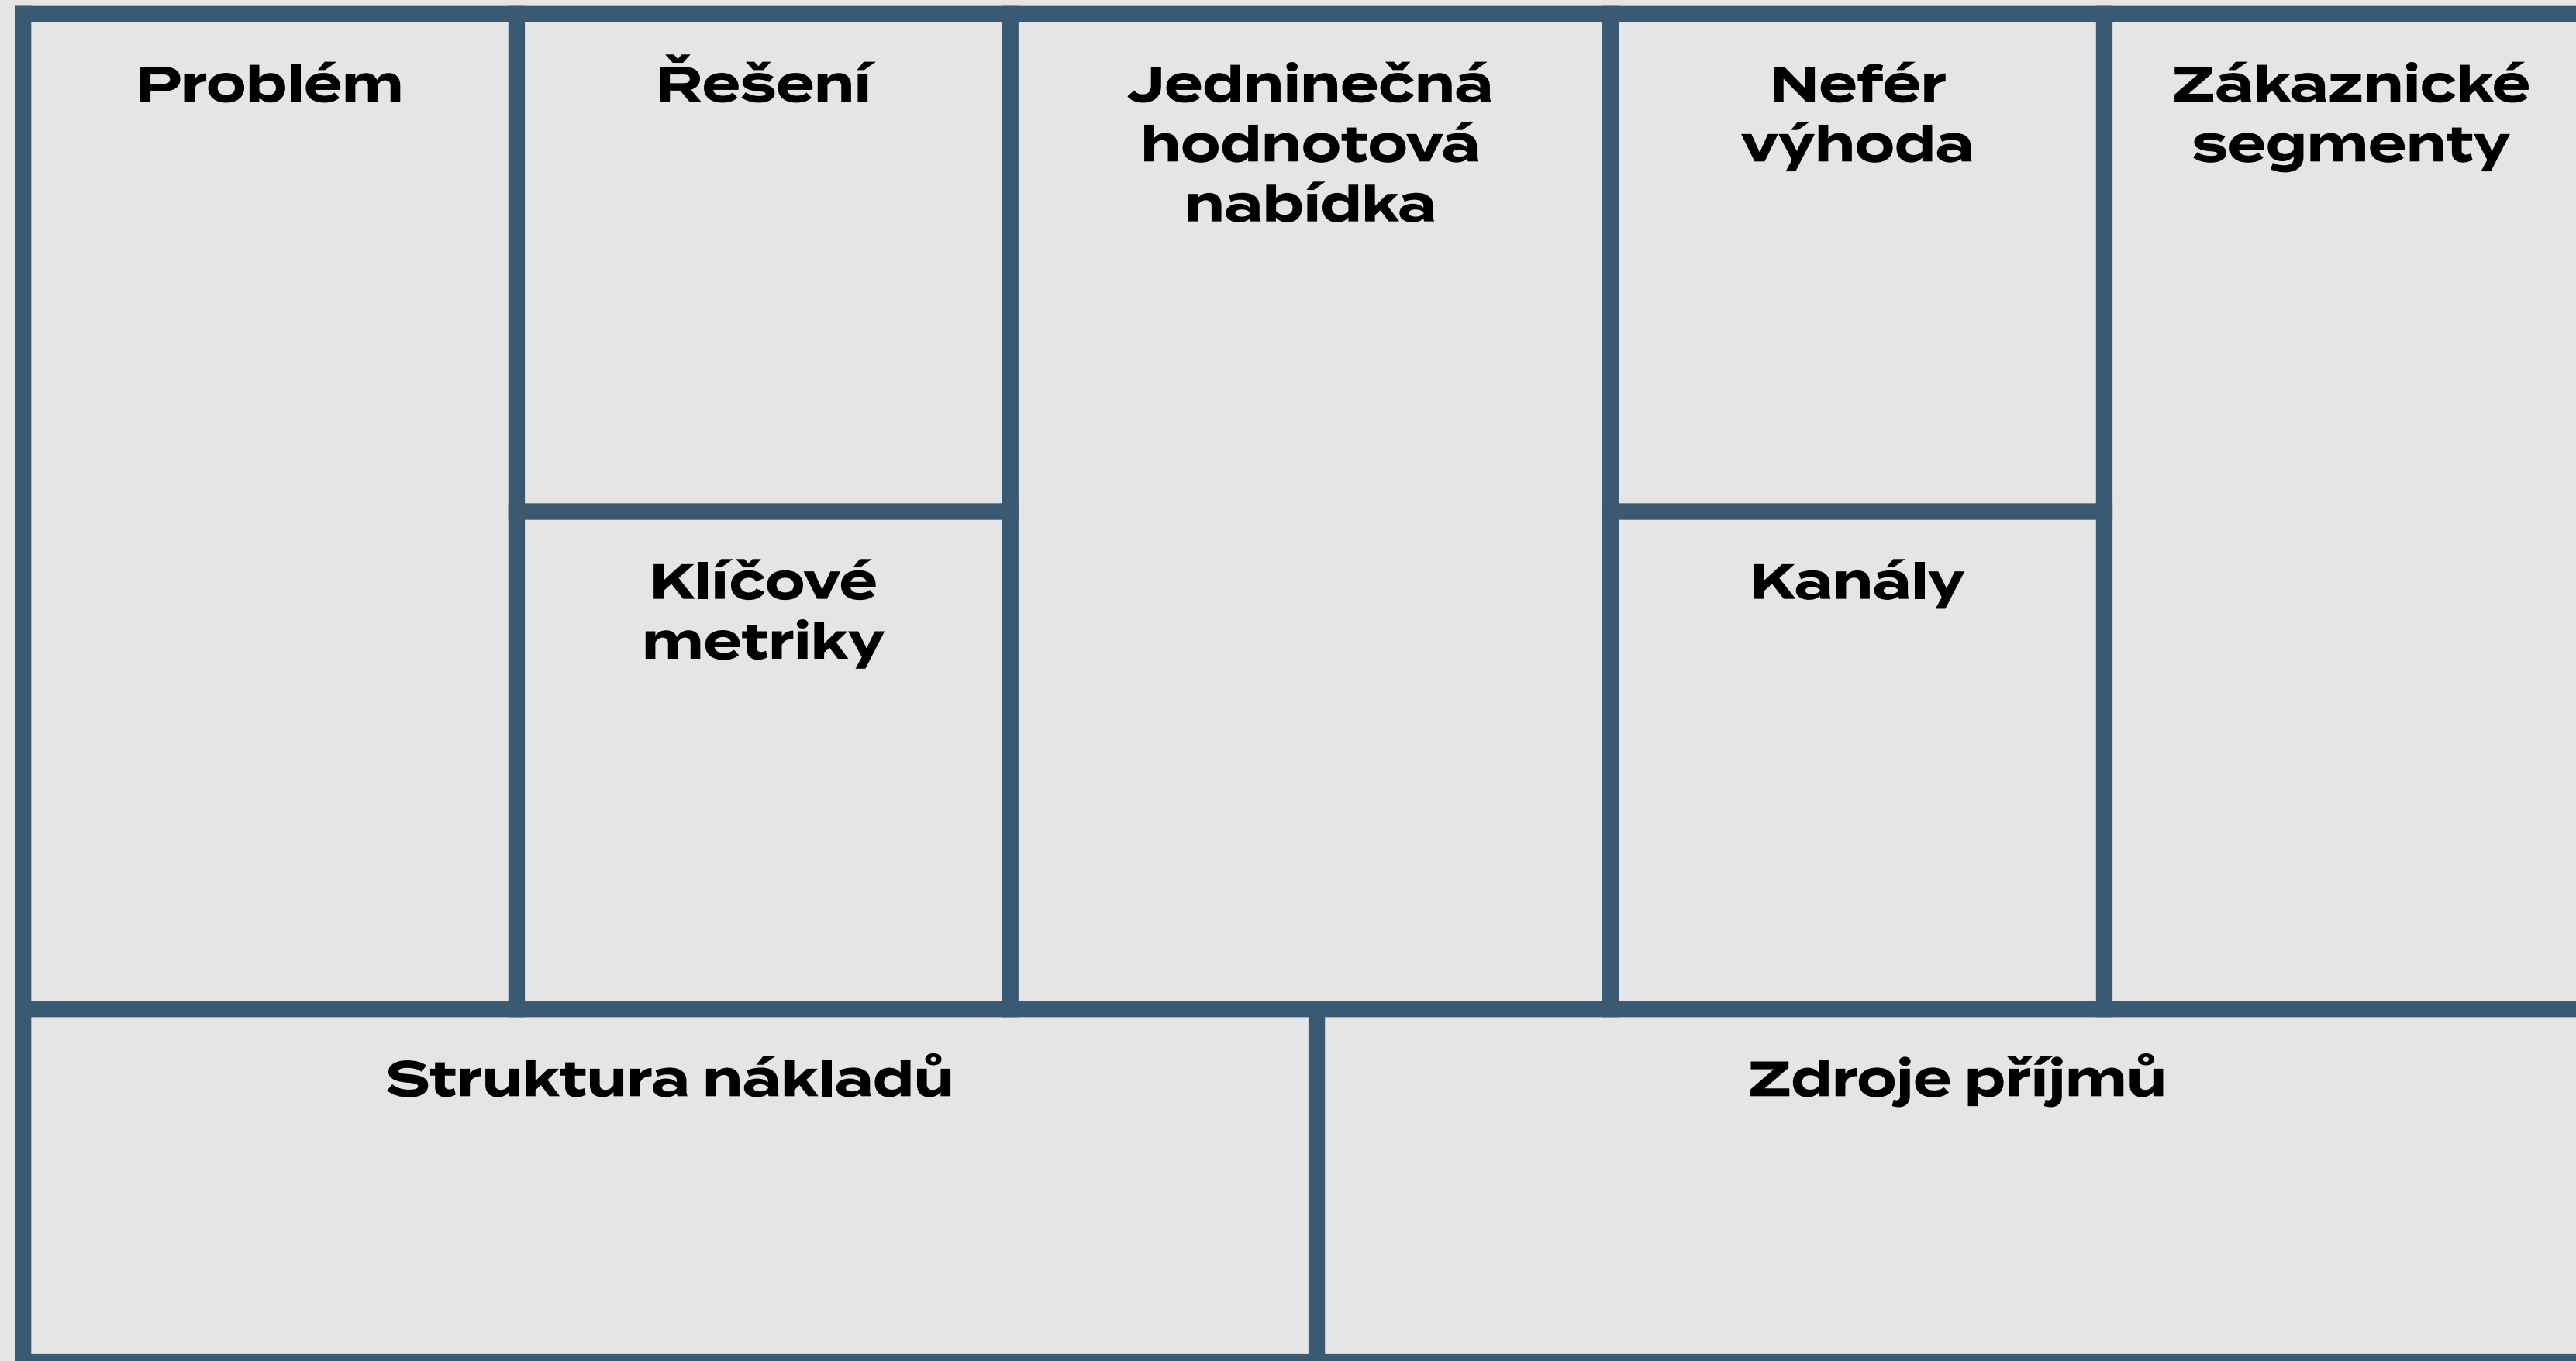 Problém
Řešení
Jedninečná
hodnotová
nabídka
Nefér
výhoda
Zákaznické
segmenty
Klíčové
metriky
Kanály
Struktura nákladů
Zdroje příjmů